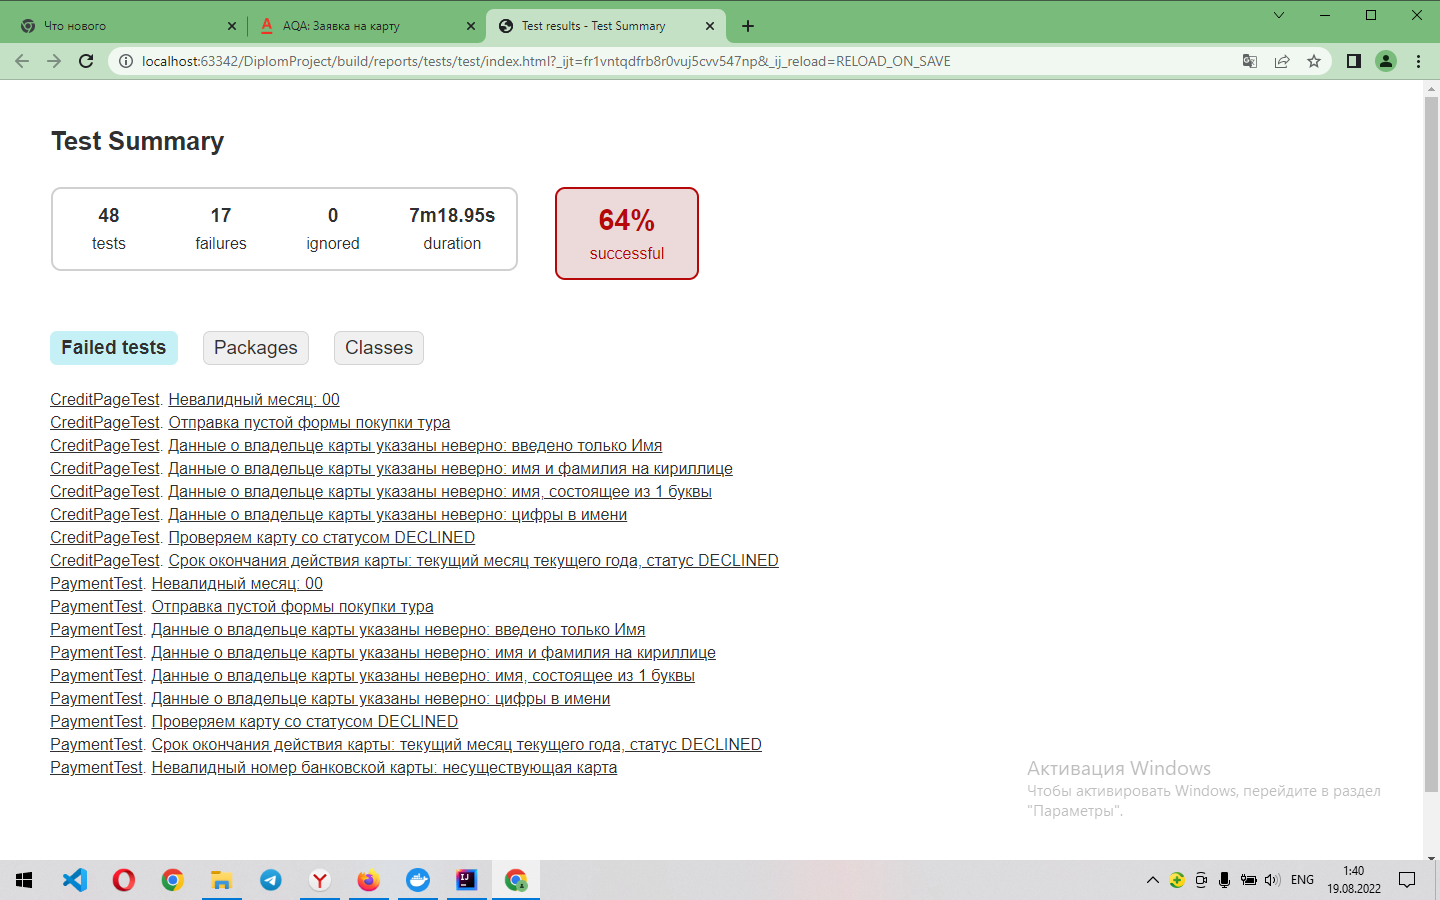 Что нового
AQA: Заявка на карту
Test results - Test Summary
localhost:63342/DiplomProject/build/reports/tests/test/index.html?_ijt=fr1vntqdfrb8r0vuj5cvv547np&_ij_reload=RELOAD_ON_SAVE
Test Summary
48 17 0 7m18.95s
tests failures ignored duration
64%
successful
Failed tests Packages Classes
CreditPageTest. Невалидный месяц: 00
CreditPageTest. Отправка пустой формы покупки тура
CreditPageTest. Данные о владельце карты указаны неверно: введено только Имя
CreditPageTest. Данные о владельце карты указаны неверно: имя и фамилия на кириллице
CreditPageTest. Данные о владельце карты указаны неверно: имя, состоящее из 1 буквы
CreditPageTest. Данные о владельце карты указаны неверно: цифры в имени
CreditPageTest. Проверяем карту со статусом DECLINED
CreditPageTest. Срок окончания действия карты: текущий месяц текущего года, статус DECLINED
PaymentTest. Невалидный месяц: 00
PaymentTest. Отправка пустой формы покупки тура
PaymentTest. Данные о владельце карты указаны неверно: введено только Имя
PaymentTest. Данные о владельце карты указаны неверно: имя и фамилия на кириллице
PaymentTest. Данные о владельце карты указаны неверно: имя, состоящее из 1 буквы
PaymentTest. Данные о владельце карты указаны неверно: цифры в имени
PaymentTest. Проверяем карту со статусом DECLINED
PaymentTest. Срок окончания действия карты: текущий месяц текущего года, статус DECLINED
PaymentTest. Невалидный номер банковской карты: несуществующая карта
Активация Windows
Чтобы активировать Windows, перейдите в раздел
"Параметры".
ENG
1:40
19.08.2022